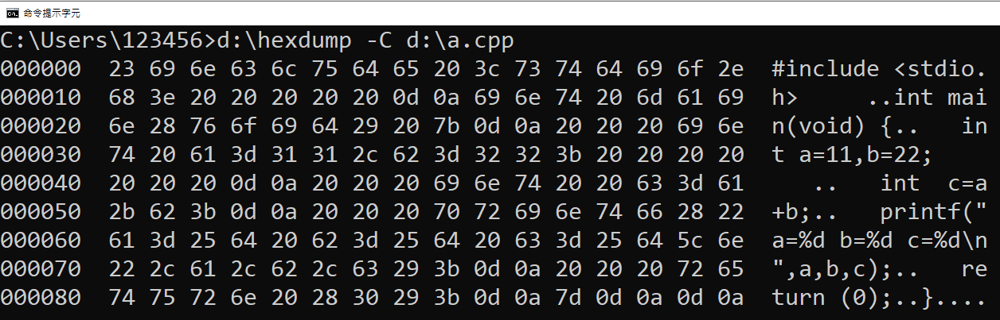 命令提示字元
C:\Users\123456>d:\hexdump -C d:\a.cpp
000000  23 69 6e 63 6c 75 64 65 20 3c 73 74 64 69 6f 2e  #include <stdio.
000010  68 3e 20 20 20 20 20 0d 0a 69 6e 74 20 6d 61 69  h>     ..int mai
000020  6e 28 76 6f 69 64 29 20 7b 0d 0a 20 20 20 69 6e  n(void) {..   in
000030  74 20 61 3d 31 31 2c 62 3d 32 32 3b 20 20 20 20  t a=11,b=22;
000040  20 20 20 0d 0a 20 20 20 69 6e 74 20 20 63 3d 61     ..   int  c=a
000050  2b 62 3b 0d 0a 20 20 20 70 72 69 6e 74 66 28 22  +b;..   printf("
000060  61 3d 25 64 20 62 3d 25 64 20 63 3d 25 64 5c 6e  a=%d b=%d c=%d\n
000070  22 2c 61 2c 62 2c 63 29 3b 0d 0a 20 20 20 72 65  ",a,b,c);..   re
000080  74 75 72 6e 20 28 30 29 3b 0d 0a 7d 0d 0a 0d 0a  turn (0);..}....